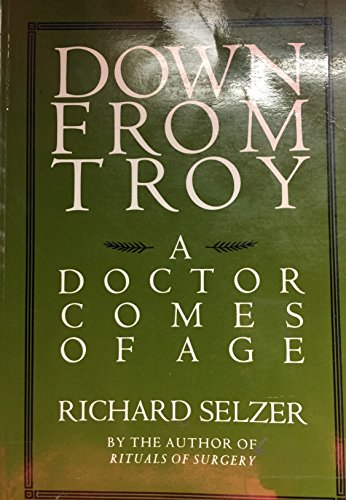 DOWN
FROM
TROY
A
DOCTOR
COMES
OF AGE
RICHARD SELZER
BY THE AUTHOR OF
RITUALS OF SURGERY